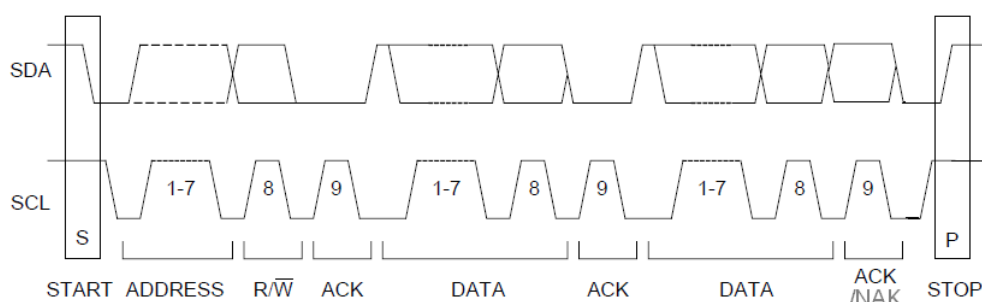 SDA
SCL
1-7 8 9 1-7 8 9 1-7 8 9
S P
START ADDRESS R/W̅ ACK DATA ACK DATA ACK
/NAK STOP